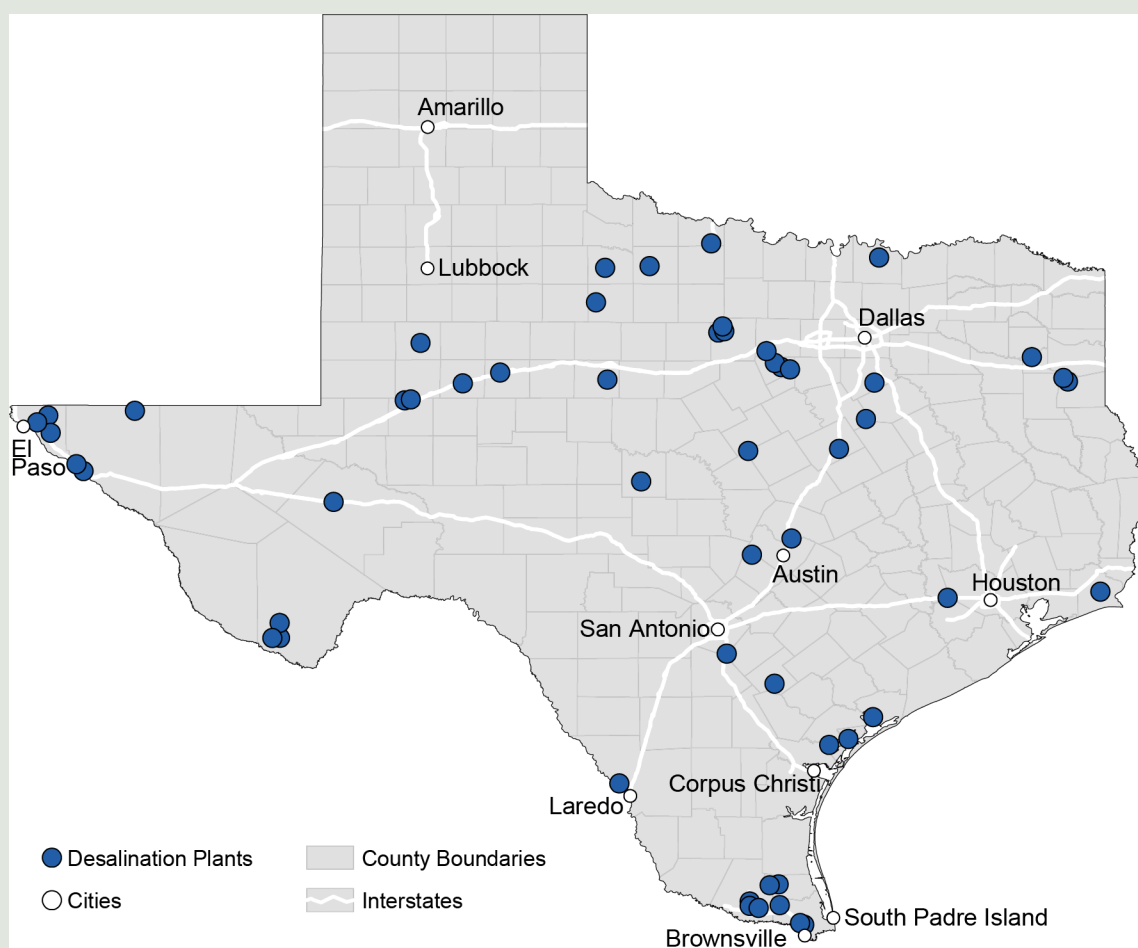 Amarillo
Lubbock
Dallas
El
Paso
Austin
Houston
San Antonio
Corpus Christi
Laredo
Desalination Plants
County Boundaries
Cities
Interstates
South Padre Island
Brownsville